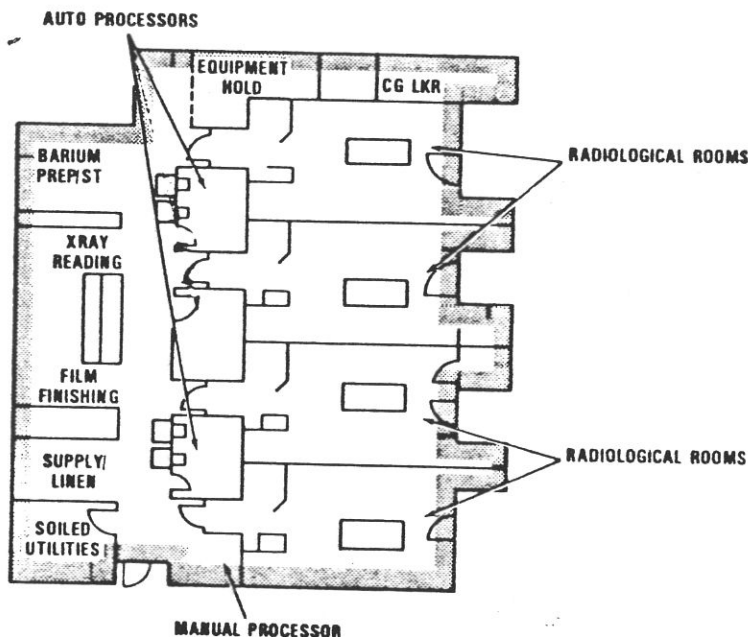 AUTO PROCESSORS
EQUIPMENT
HOLD
CG LKR
BARIUM
PREP/ST
RADIOLOGICAL ROOMS
XRAY
READING
FILM
FINISHING
SUPPLY/
LINEN
RADIOLOGICAL ROOMS
SOILED
UTILITIES
MANUAL PROCESSOR